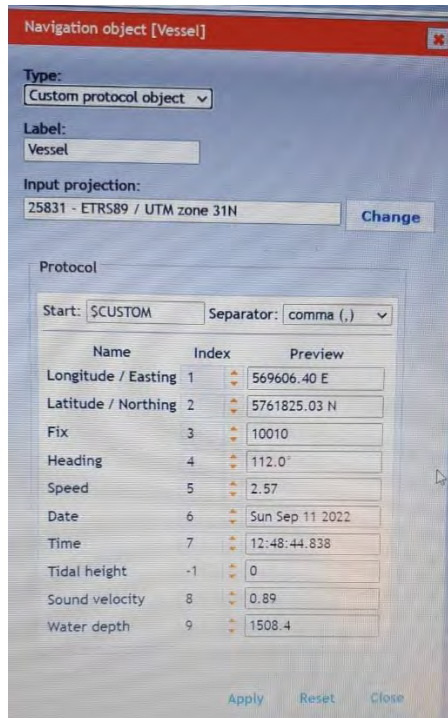 Navigation object [Vessel]
Type:
Custom protocol object
Label:
Vessel
Input projection:
25831 - ETRS89 / UTM zone 31N Change
Protocol
Start: $CUSTOM Separator: comma (,)
Name Index Preview
Longitude / Easting 1 569606.40 E
Latitude / Northing 2 5761825.03 N
Fix 3 10010
Heading 4 112.0°
Speed 5 2.57
Date 6 Sun Sep 11 2022
Time 7 12:48:44.838
Tidal height -1 0
Sound velocity 8 0.89
Water depth 9 1508.4
Apply Reset Close